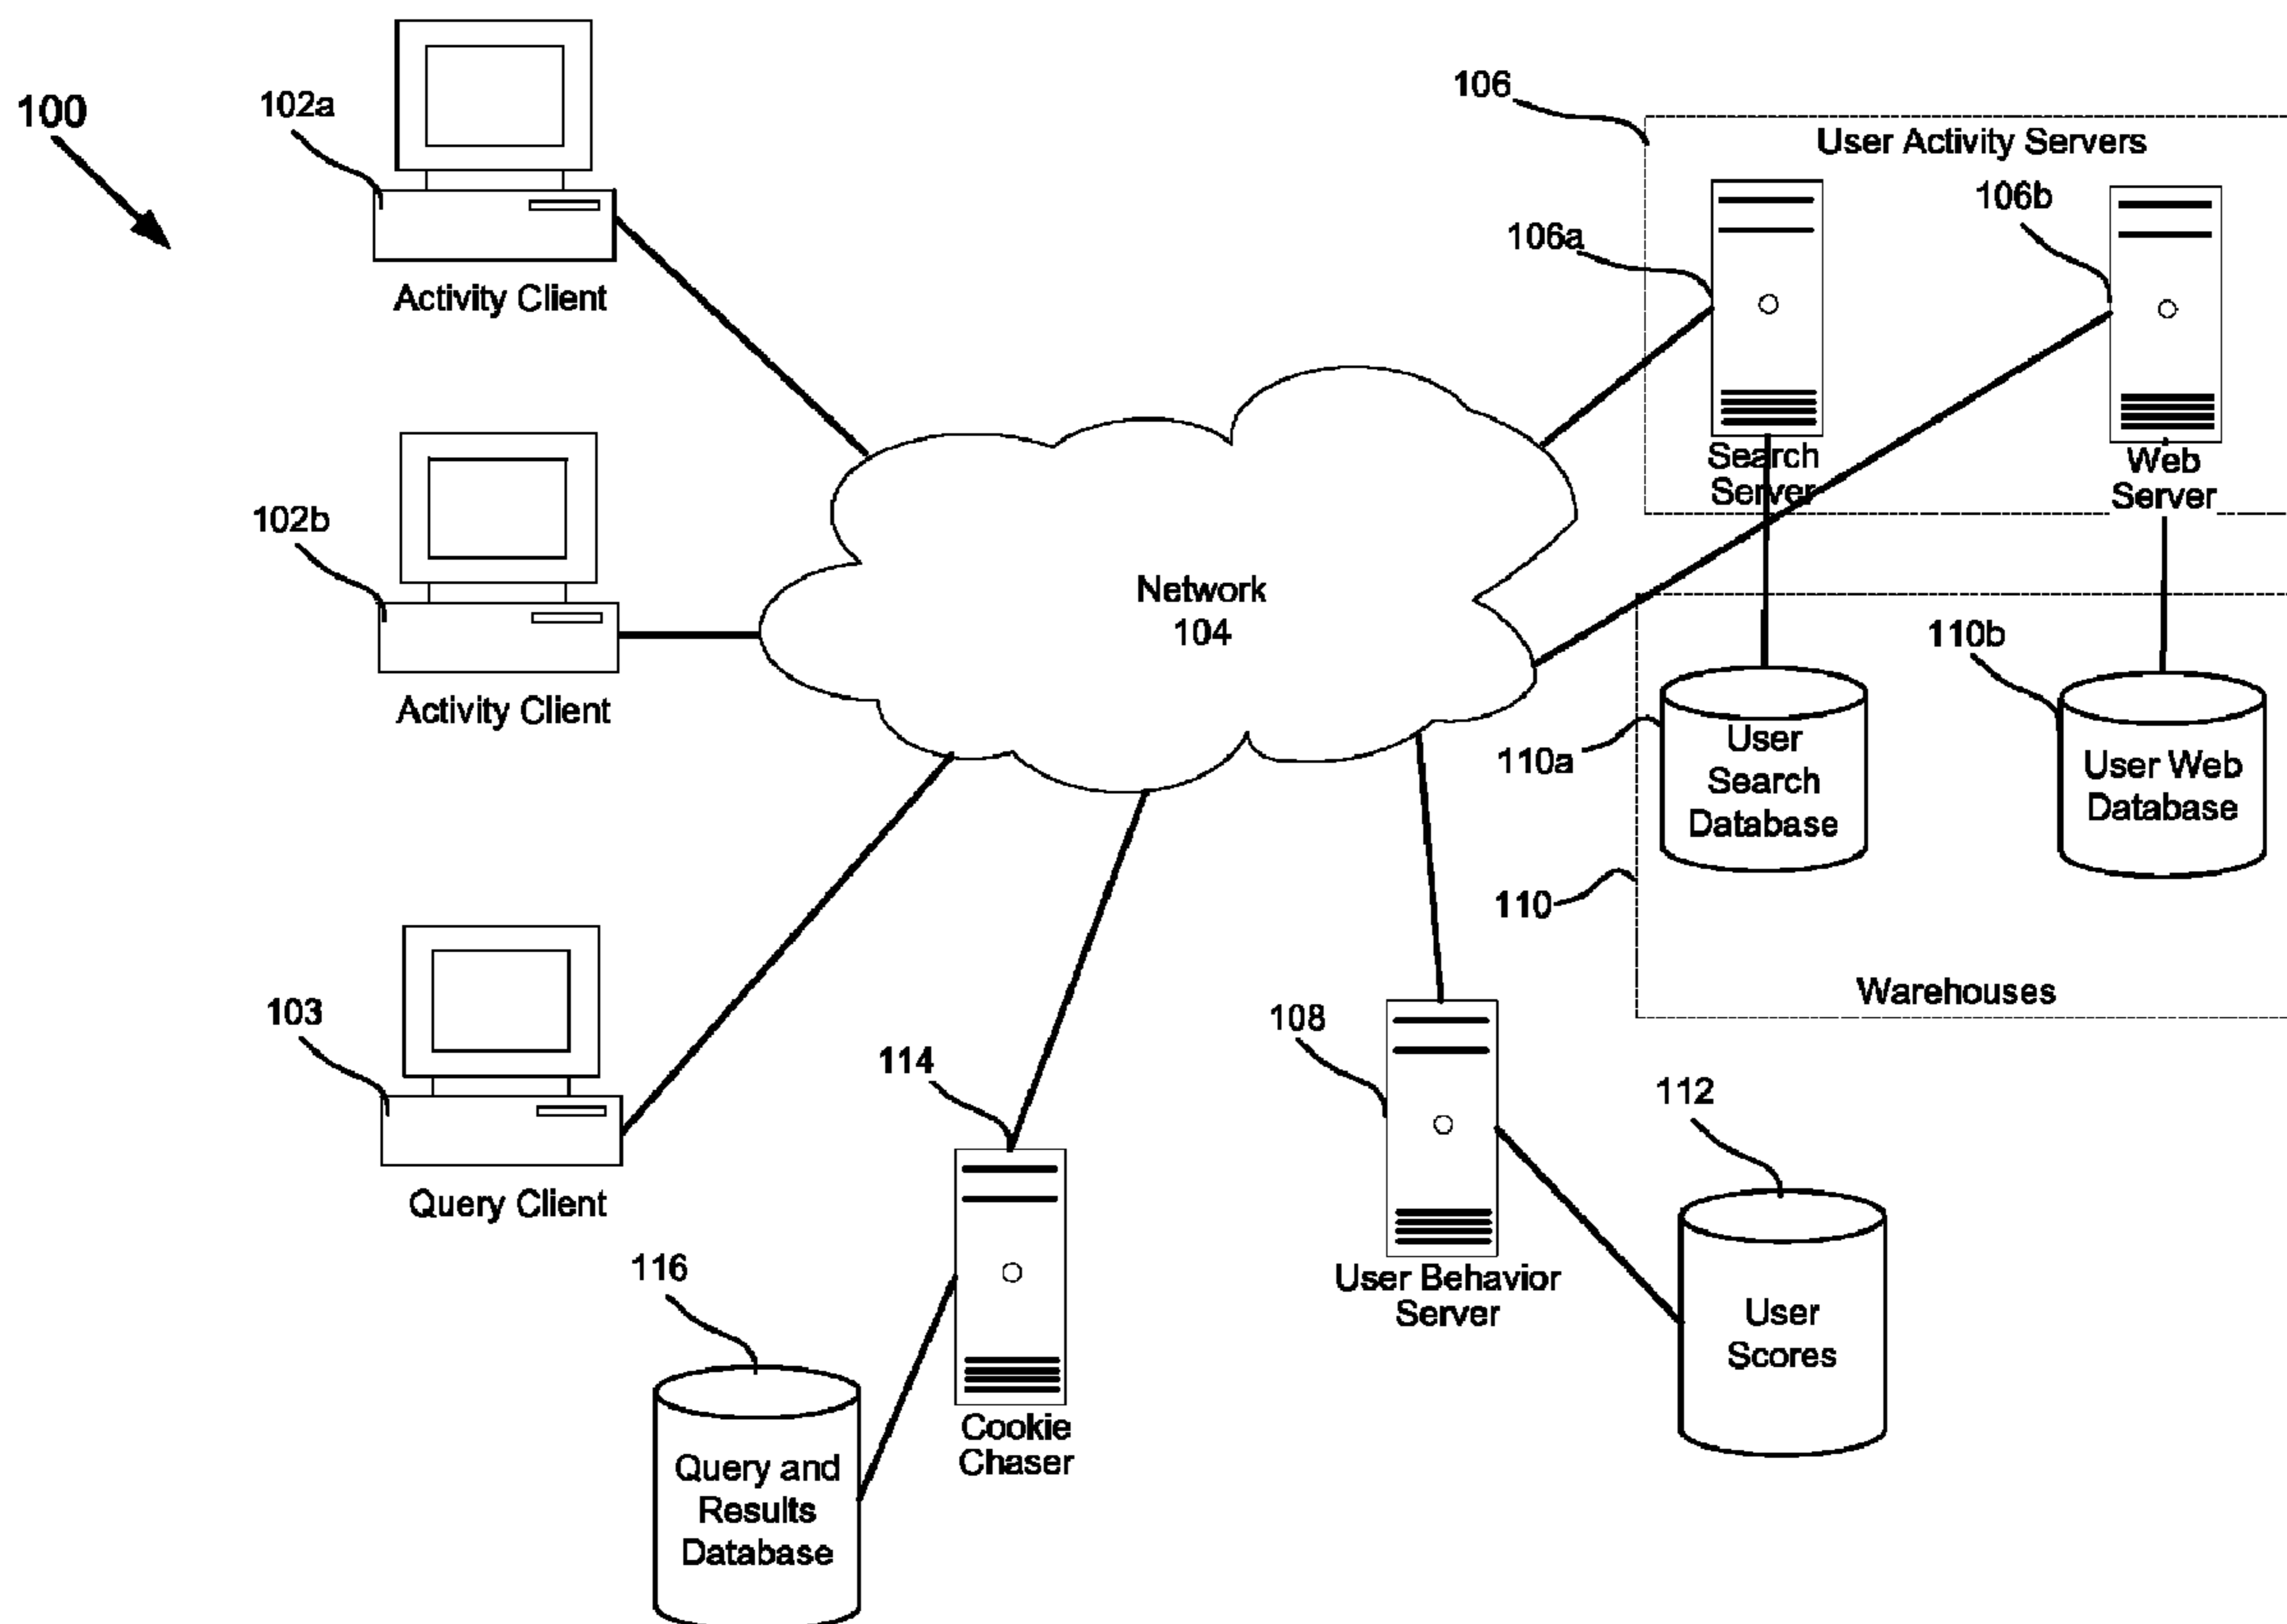 100
102a
Activity Client
102b
Activity Client
103
Query Client
Network
104
106
User Activity Servers
106a
Search
Server
106b
Web
Server
110a
User
Search
Database
110b
User Web
Database
110
Warehouses
108
User Behavior
Server
112
User
Scores
114
Cookie
Chaser
116
Query and
Results
Database